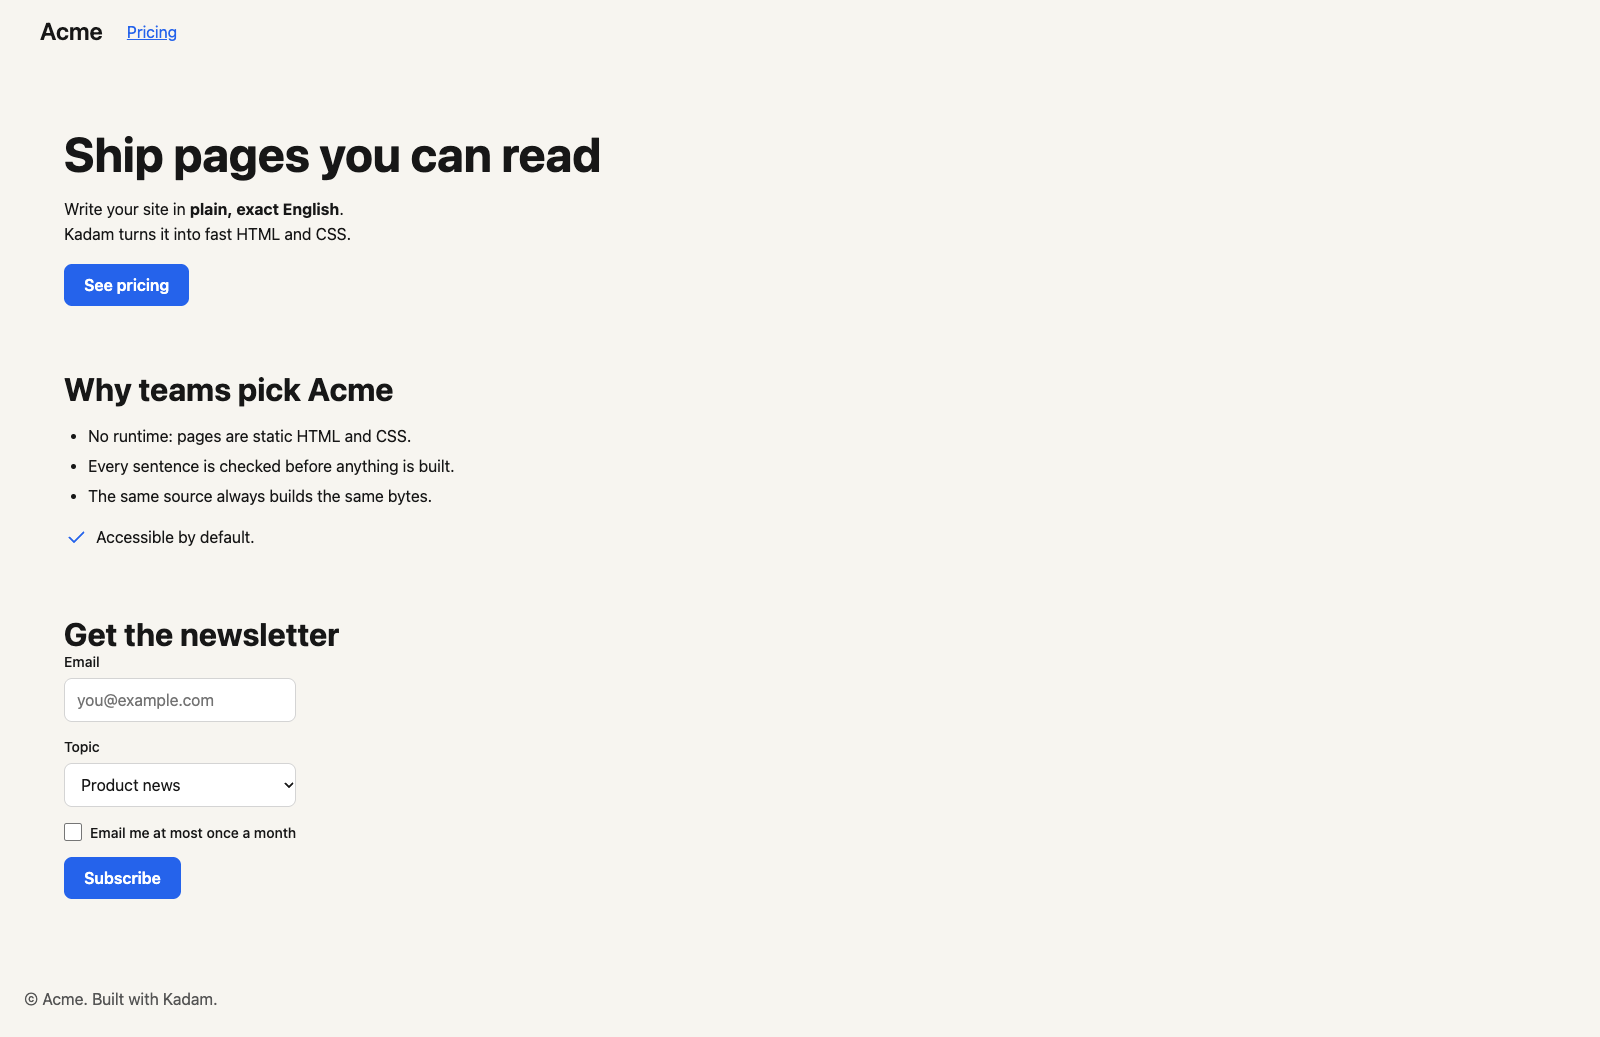 Acme
Pricing
Ship pages you can read
Write your site in plain, exact English.
Kadam turns it into fast HTML and CSS.
See pricing
Why teams pick Acme
No runtime: pages are static HTML and CSS.
Every sentence is checked before anything is built.
The same source always builds the same bytes.
Accessible by default.
Get the newsletter
Email
you@example.com
Topic
Product news
Email me at most once a month
Subscribe
© Acme. Built with Kadam.